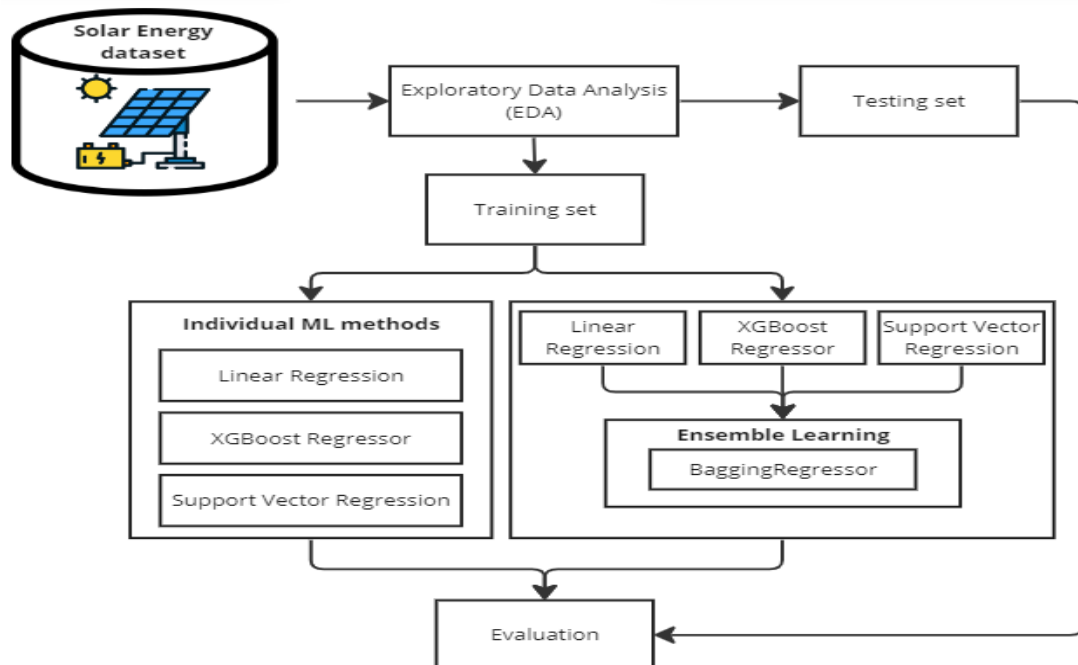 Solar Energy
dataset
Exploratory Data Analysis
(EDA)
Testing set
Training set
Individual ML methods
Linear Regression
XGBoost Regressor
Support Vector Regression
Linear
Regression
XGBoost
Regressor
Support Vector
Regression
Ensemble Learning
BaggingRegressor
Evaluation